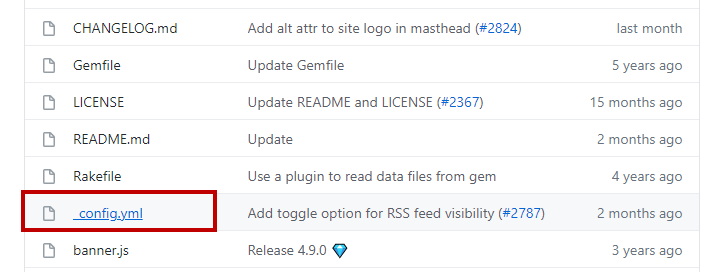 CHANGELOG.md Add alt attr to site logo in masthead (#2824) last month
Gemfile Update Gemfile 5 years ago
LICENSE Update README and LICENSE (#2367) 15 months ago
README.md Update 2 months ago
Rakefile Use a plugin to read data files from gem 4 years ago
_config.yml Add toggle option for RSS feed visibility (#2787) 2 months ago
banner.js Release 4.9.0 💎 3 years ago